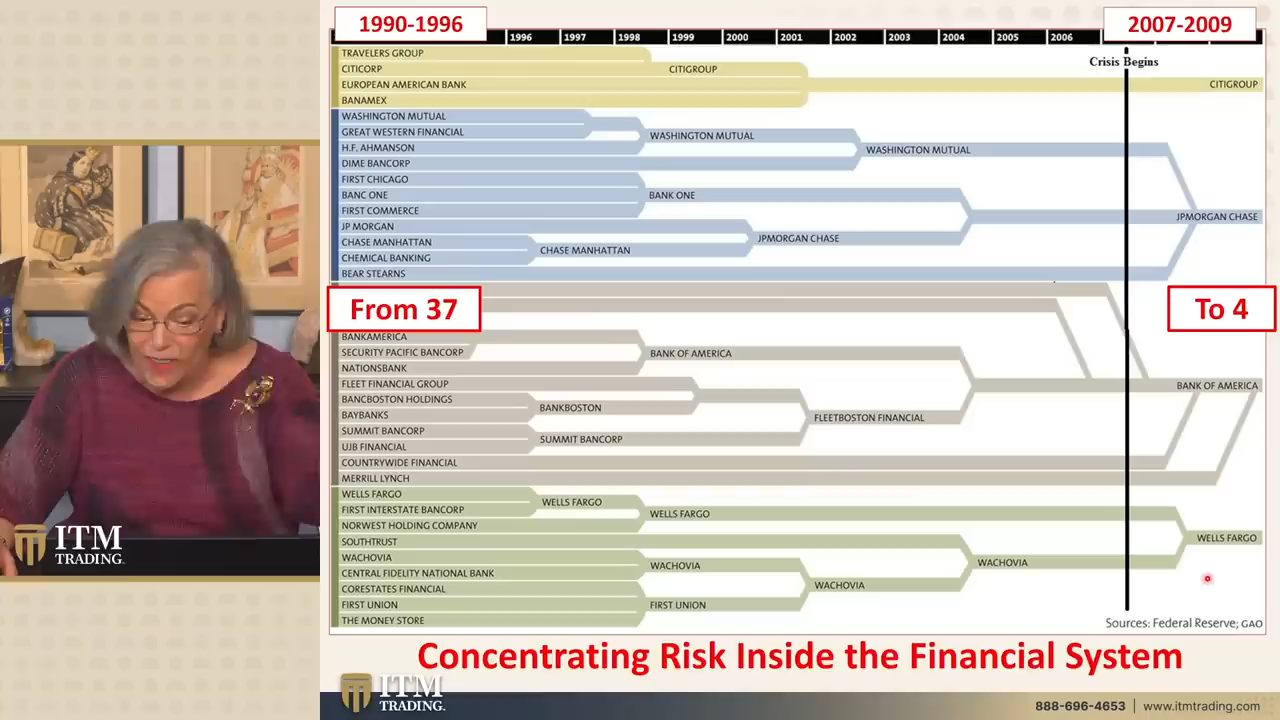 1990-1996
2007-2009
1996 1997 1998 1999 2000 2001 2002 2003 2004 2005 2006
Crisis Begins
TRAVELERS GROUP
CITICORP
CITIGROUP
EUROPEAN AMERICAN BANK
CITIGROUP
BANAMEX
WASHINGTON MUTUAL
GREAT WESTERN FINANCIAL
WASHINGTON MUTUAL
H.F. AHMANSON
WASHINGTON MUTUAL
DIME BANCORP
FIRST CHICAGO
BANC ONE
BANK ONE
FIRST COMMERCE
JPMORGAN CHASE
JP MORGAN
CHASE MANHATTAN
JPMORGAN CHASE
CHASE MANHATTAN
CHEMICAL BANKING
BEAR STEARNS
From 37
To 4
BANKAMERICA
SECURITY PACIFIC BANCORP
BANK OF AMERICA
NATIONSBANK
FLEET FINANCIAL GROUP
BANK OF AMERICA
BANCBOSTON HOLDINGS
BANKBOSTON
BAYBANKS
FLEETBOSTON FINANCIAL
SUMMIT BANCORP
SUMMIT BANCORP
UJB FINANCIAL
COUNTRYWIDE FINANCIAL
MERRILL LYNCH
WELLS FARGO
WELLS FARGO
FIRST INTERSTATE BANCORP
WELLS FARGO
NORWEST HOLDING COMPANY
SOUTHTRUST
WELLS FARGO
WACHOVIA
WACHOVIA
WACHOVIA
CENTRAL FIDELITY NATIONAL BANK
WACHOVIA
CORESTATES FINANCIAL
FIRST UNION
FIRST UNION
THE MONEY STORE
Sources: Federal Reserve; GAO
Concentrating Risk Inside the Financial System
ITM
TRADING.
ITM
TRADING.
888-696-4653 | www.itmtrading.com